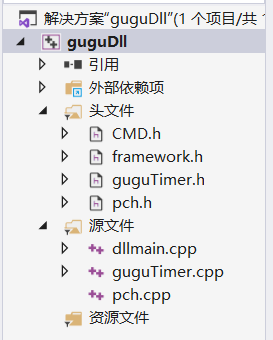 解决方案“guguDll”(1 个项目/共
guguDll
引用
外部依赖项
头文件
CMD.h
framework.h
guguTimer.h
pch.h
源文件
dllmain.cpp
guguTimer.cpp
pch.cpp
资源文件